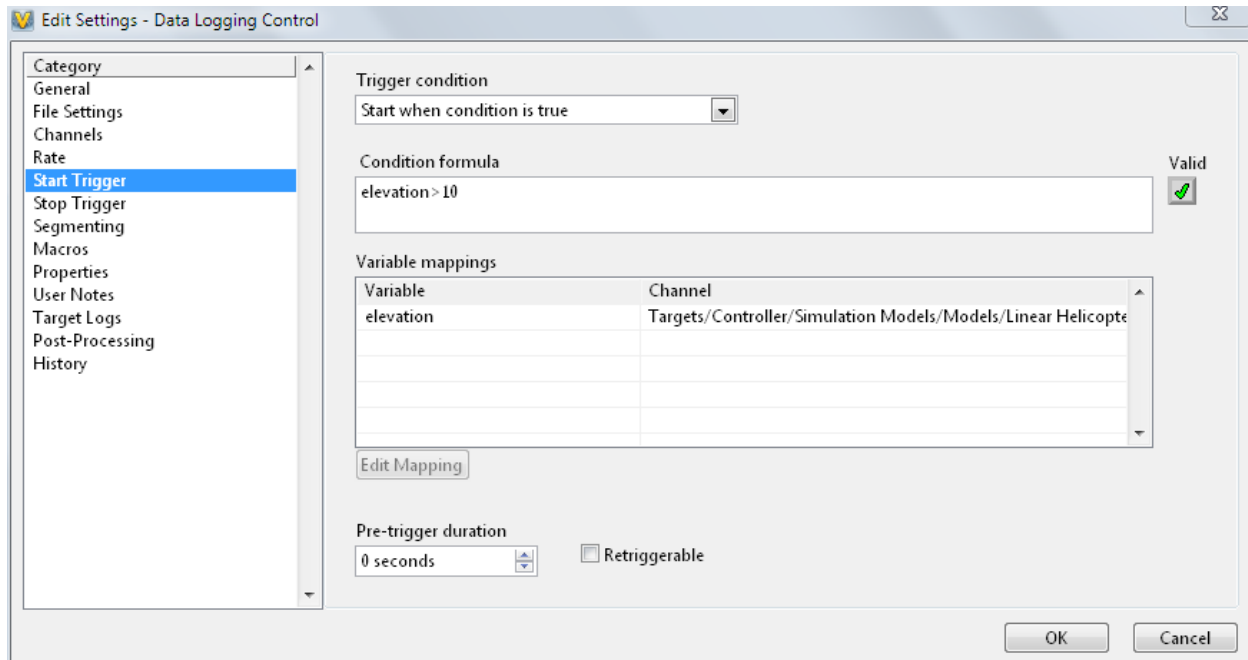 Edit Settings - Data Logging Control
Category
General
File Settings
Channels
Rate
Start Trigger
Stop Trigger
Segmenting
Macros
Properties
User Notes
Target Logs
Post-Processing
History
Trigger condition
Start when condition is true
Condition formula
Valid
elevation>10
Variable mappings
Variable Channel
elevation Targets/Controller/Simulation Models/Models/Linear Helicopte
Edit Mapping
Pre-trigger duration
0 seconds
Retriggerable
OK Cancel